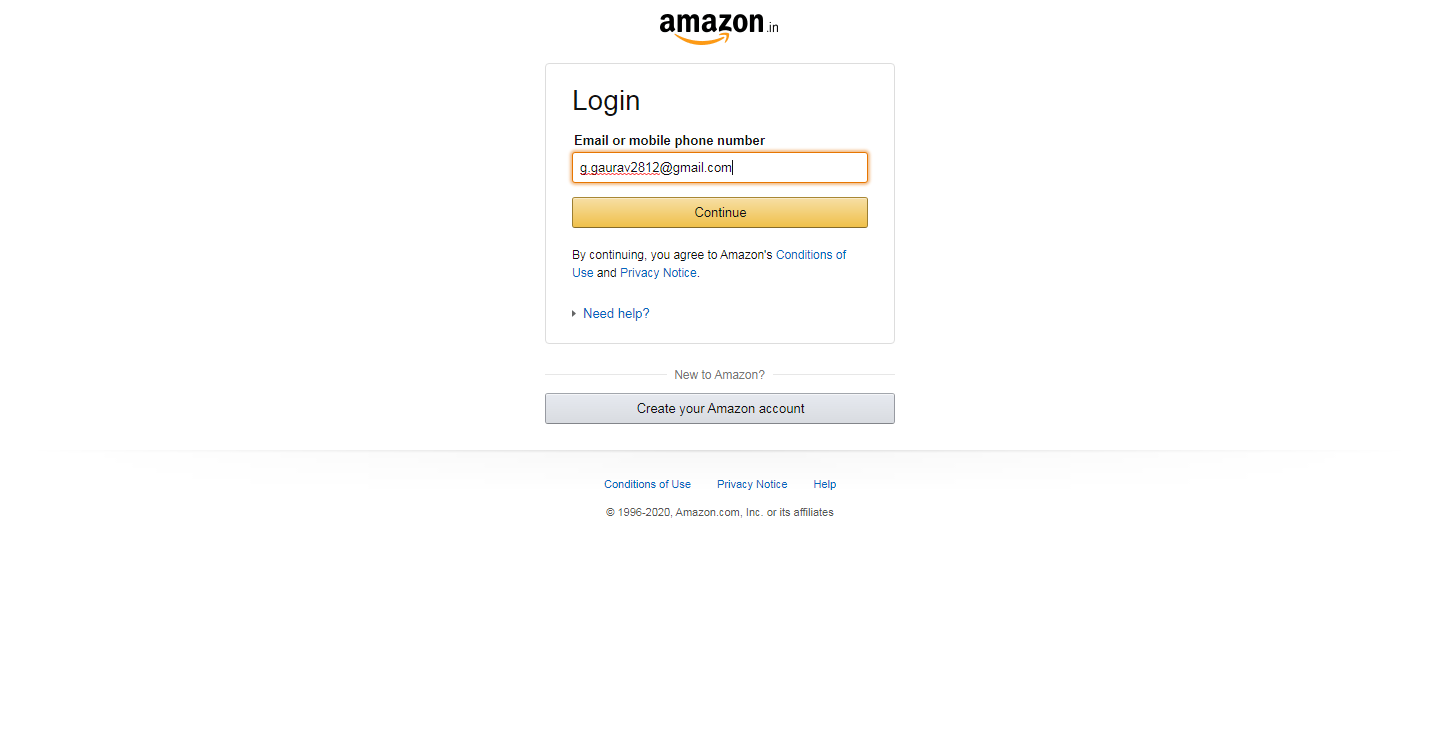 amazon.in
Login
Email or mobile phone number
g.gaurav2812@gmail.com
Continue
By continuing, you agree to Amazon's Conditions of
Use and Privacy Notice.
Need help?
New to Amazon?
Create your Amazon account
Conditions of Use Privacy Notice Help
© 1996-2020, Amazon.com, Inc. or its affiliates